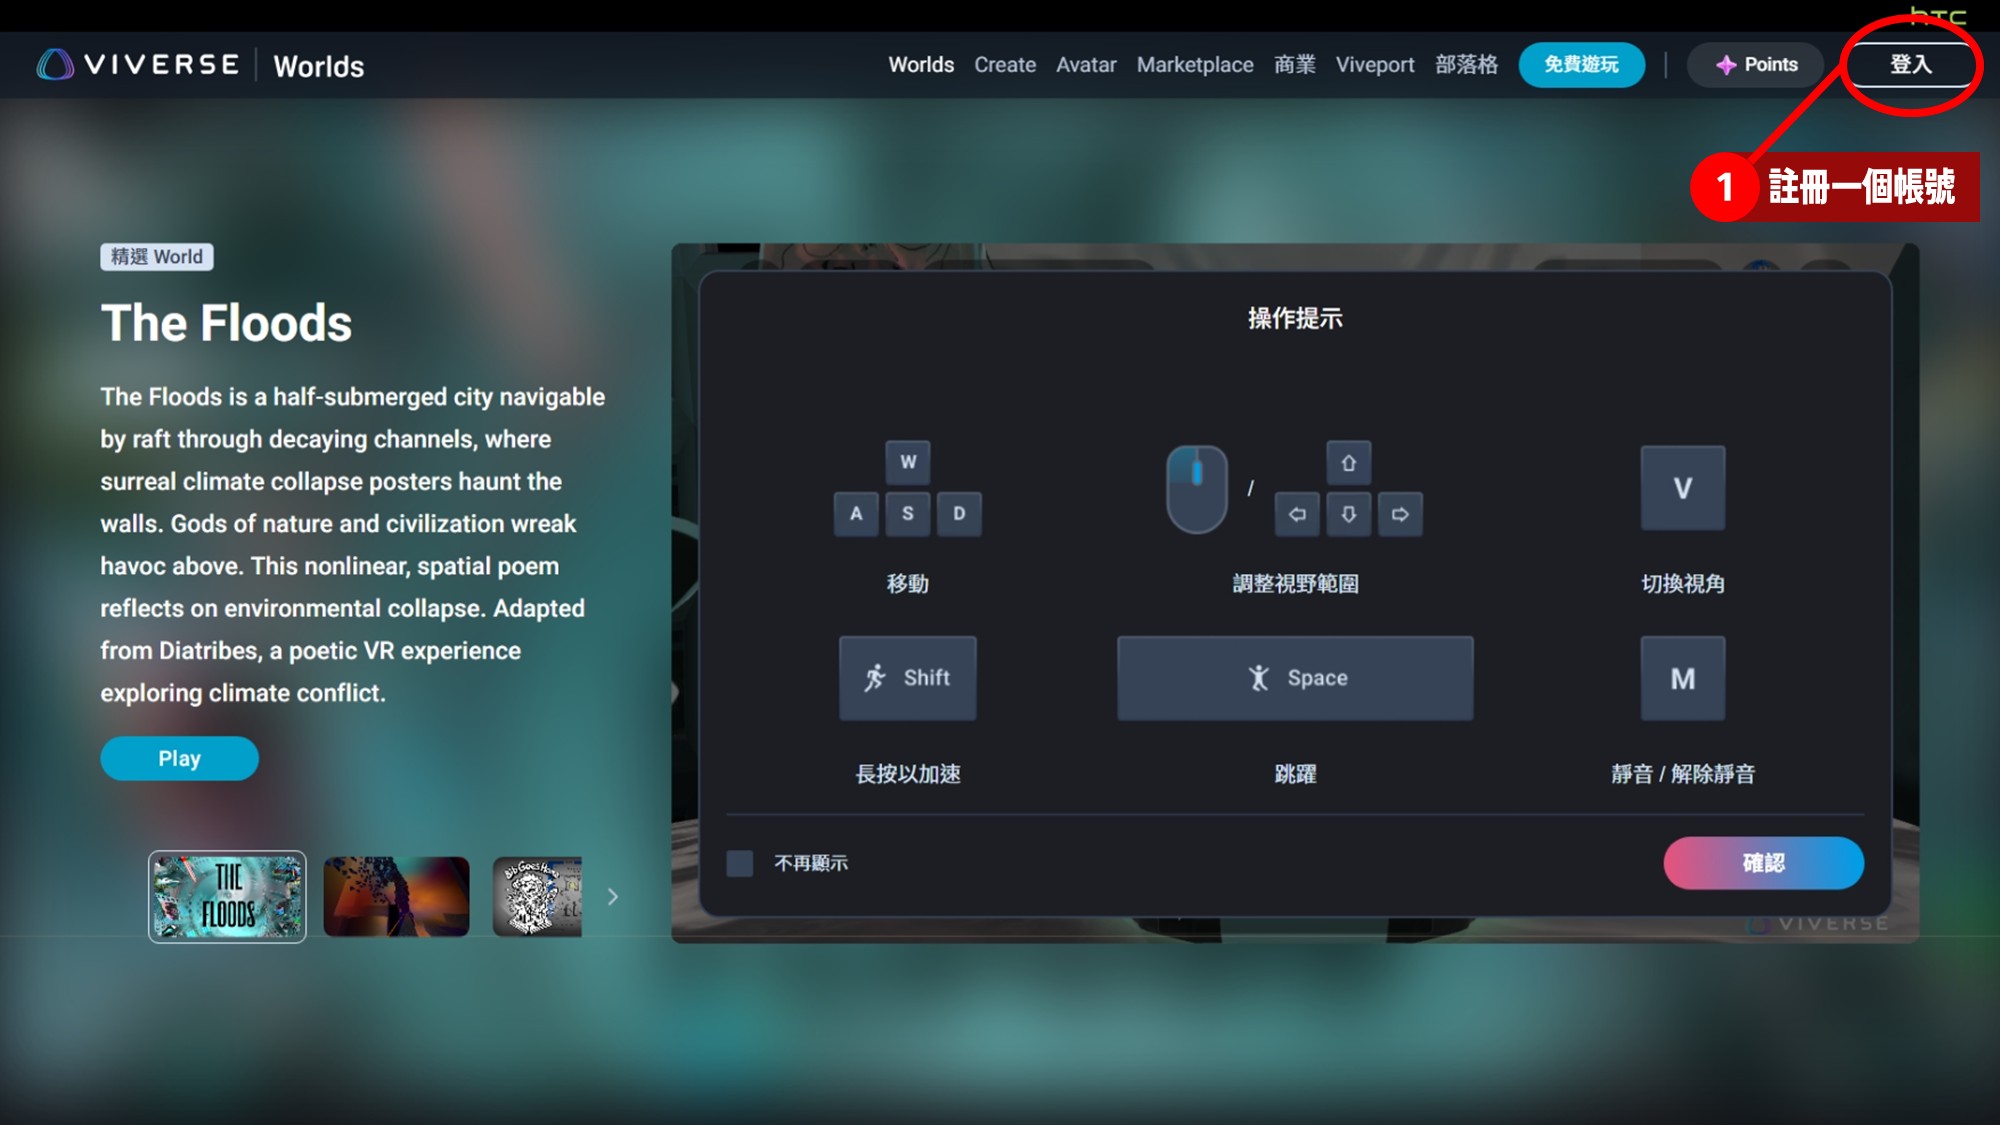 hTC
VIVERSE | Worlds
Worlds Create Avatar Marketplace 商業 Viveport 部落格 免費遊玩 | Points 登入
1 註冊一個帳號
精選 World
The Floods
The Floods is a half-submerged city navigable
by raft through decaying channels, where
surreal climate collapse posters haunt the
walls. Gods of nature and civilization wreak
havoc above. This nonlinear, spatial poem
reflects on environmental collapse. Adapted
from Diatribes, a poetic VR experience
exploring climate conflict.
Play
THE
FLOODS
操作提示
W
A S D
/
V
移動
調整視野範圍
切換視角
Shift
Space
M
長按以加速
跳躍
靜音 / 解除靜音
不再顯示
確認
VIVERSE